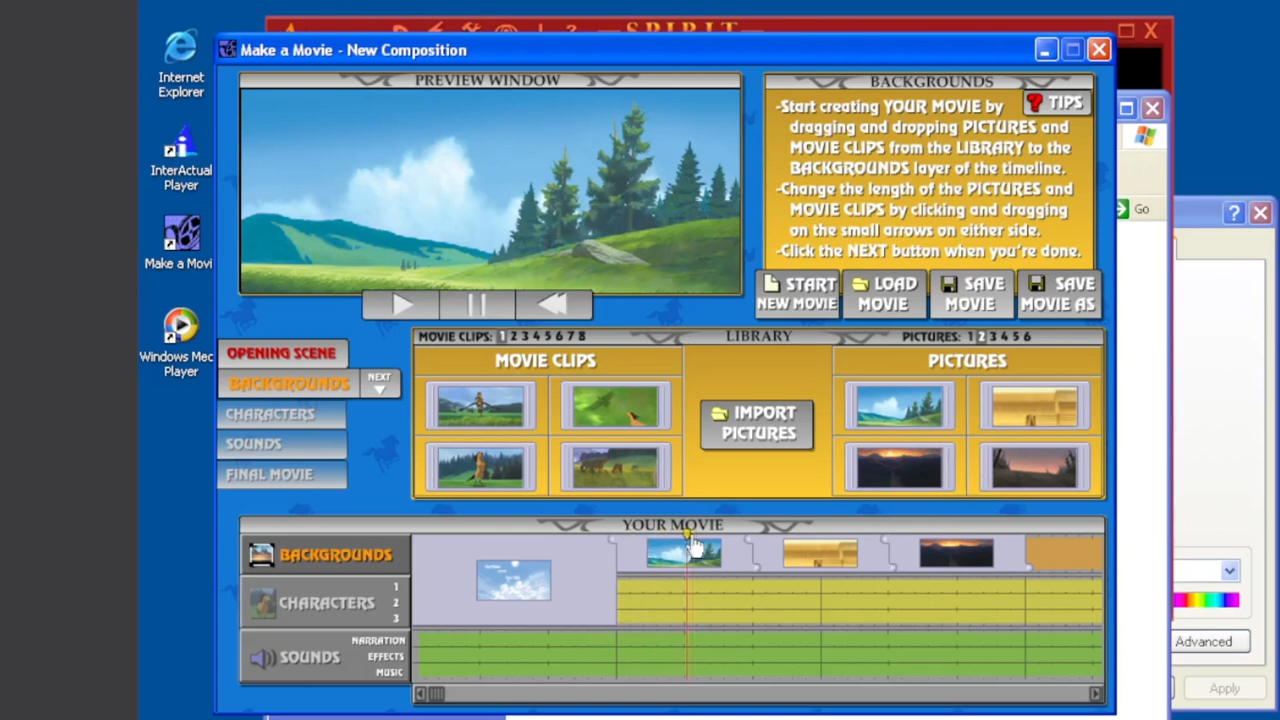 SPIRIT
Make a Movie - New Composition
Internet
Explorer
InterActual
Player
Make a Movi
Windows Mec
Player
PREVIEW WINDOW
BACKGROUNDS
? TIPS
-Start creating YOUR MOVIE by
dragging and dropping PICTURES and
MOVIE CLIPS from the LIBRARY to the
BACKGROUNDS layer of the timeline.
-Change the length of the PICTURES and
MOVIE CLIPS by clicking and dragging
on the small arrows on either side.
-Click the NEXT button when you're done.
START
NEW MOVIE
LOAD
MOVIE
SAVE
MOVIE
SAVE
MOVIE AS
Go
OPENING SCENE
BACKGROUNDS
NEXT
CHARACTERS
SOUNDS
FINAL MOVIE
MOVIE CLIPS: 1 2 3 4 5 6 7 8
LIBRARY
PICTURES: 1 2 3 4 5 6
MOVIE CLIPS
PICTURES
IMPORT
PICTURES
YOUR MOVIE
BACKGROUNDS
CHARACTERS
1
2
3
SOUNDS
NARRATION
EFFECTS
MUSIC
Advanced
Apply